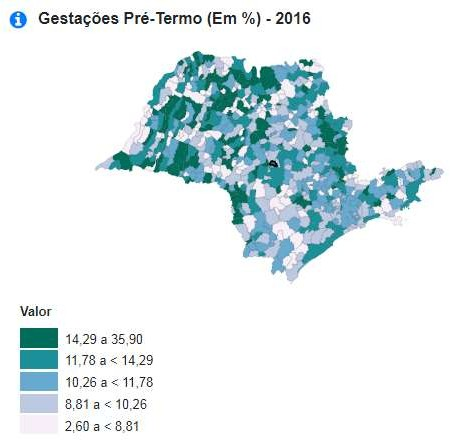 Gestações Pré-Termo (Em %) - 2016
Valor
14,29 a 35,90
11,78 a < 14,29
10,26 a < 11,78
8,81 a < 10,26
2,60 a < 8,81